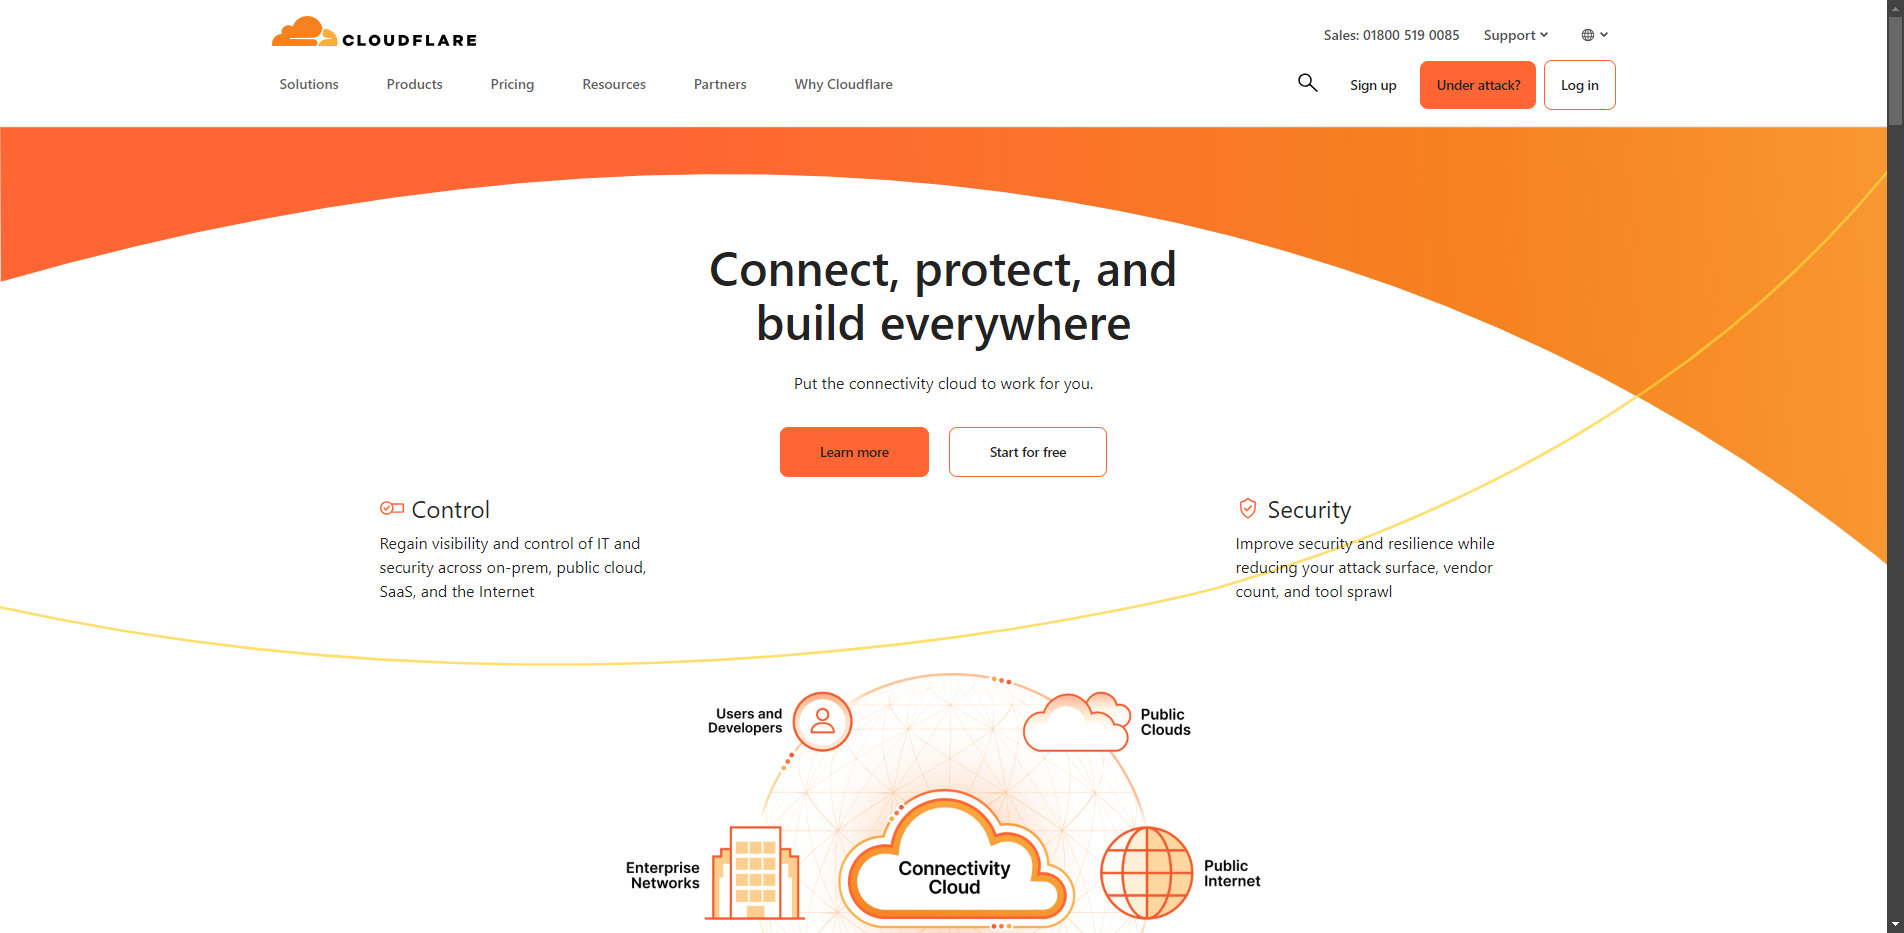 CLOUDFLARE
Sales: 01800 519 0085
Support
Solutions
Products
Pricing
Resources
Partners
Why Cloudflare
Sign up
Under attack?
Log in
Connect, protect, and
build everywhere
Put the connectivity cloud to work for you.
Learn more
Start for free
Control
Regain visibility and control of IT and
security across on-prem, public cloud,
SaaS, and the Internet
Security
Improve security and resilience while
reducing your attack surface, vendor
count, and tool sprawl
Users and
Developers
Public
Clouds
Enterprise
Networks
Connectivity
Cloud
Public
Internet